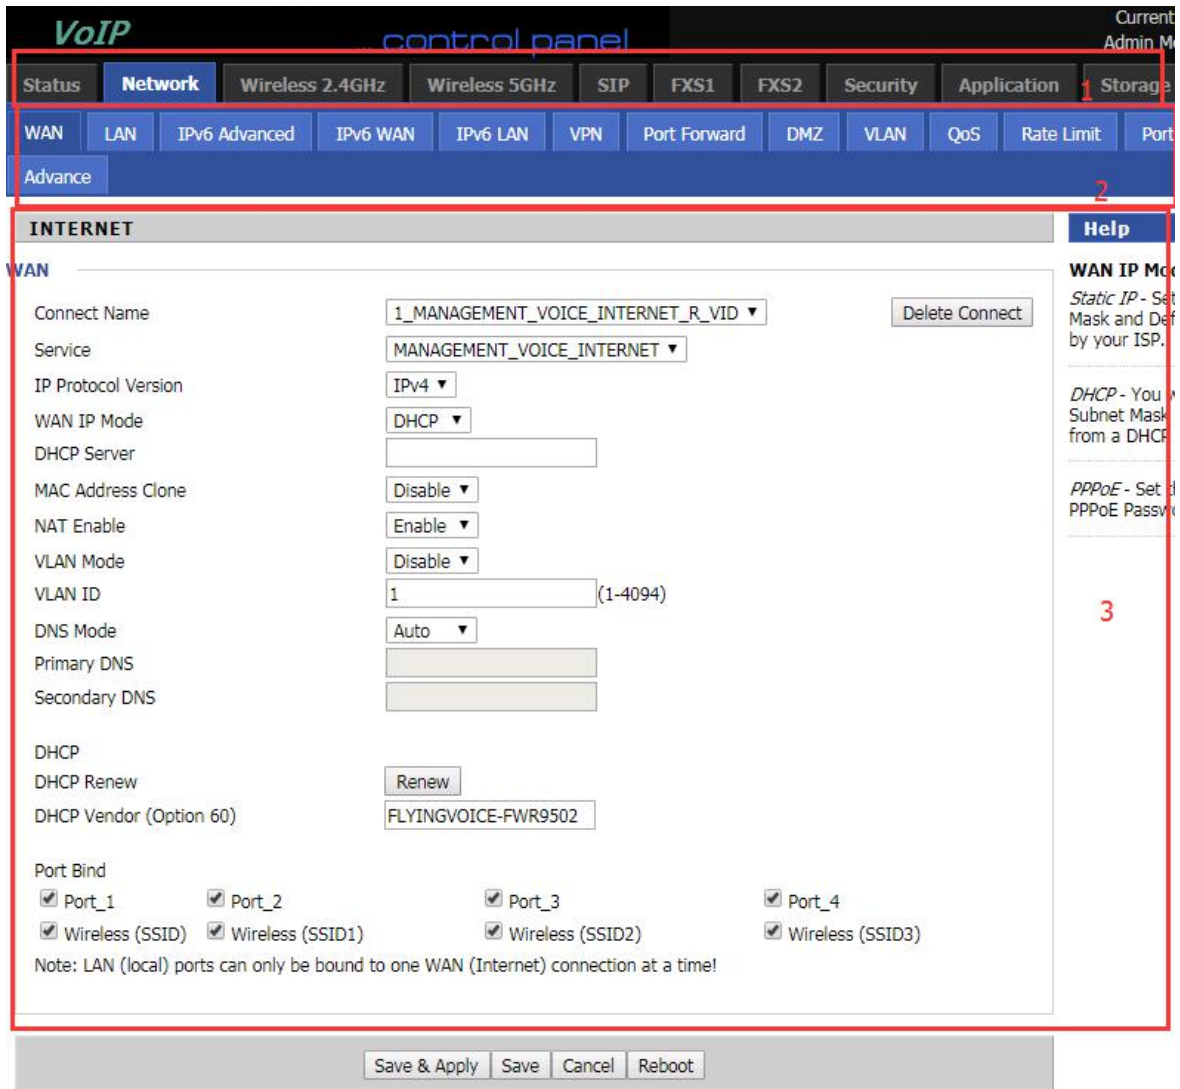 VoIP
... control panel
Current
Admin Mo
Status Network Wireless 2.4GHz Wireless 5GHz SIP FXS1 FXS2 Security Application 1 Storage
WAN LAN IPv6 Advanced IPv6 WAN IPv6 LAN VPN Port Forward DMZ VLAN QoS Rate Limit Port
Advance
2
INTERNET
Help
WAN
Connect Name 1_MANAGEMENT_VOICE_INTERNET_R_VID Delete Connect
Service MANAGEMENT_VOICE_INTERNET
IP Protocol Version IPv4
WAN IP Mode DHCP
DHCP Server
MAC Address Clone Disable
NAT Enable Enable
VLAN Mode Disable
VLAN ID 1 (1-4094)
DNS Mode Auto
Primary DNS
Secondary DNS
DHCP
DHCP Renew Renew
DHCP Vendor (Option 60) FLYINGVOICE-FWR9502
Port Bind
Port_1 Port_2 Port_3 Port_4
Wireless (SSID) Wireless (SSID1) Wireless (SSID2) Wireless (SSID3)
Note: LAN (local) ports can only be bound to one WAN (Internet) connection at a time!
WAN IP Mod
Static IP - Set
Mask and Def
by your ISP.
DHCP - You w
Subnet Mask
from a DHCP
PPPoE - Set th
PPPoE Passwo
3
Save & Apply Save Cancel Reboot